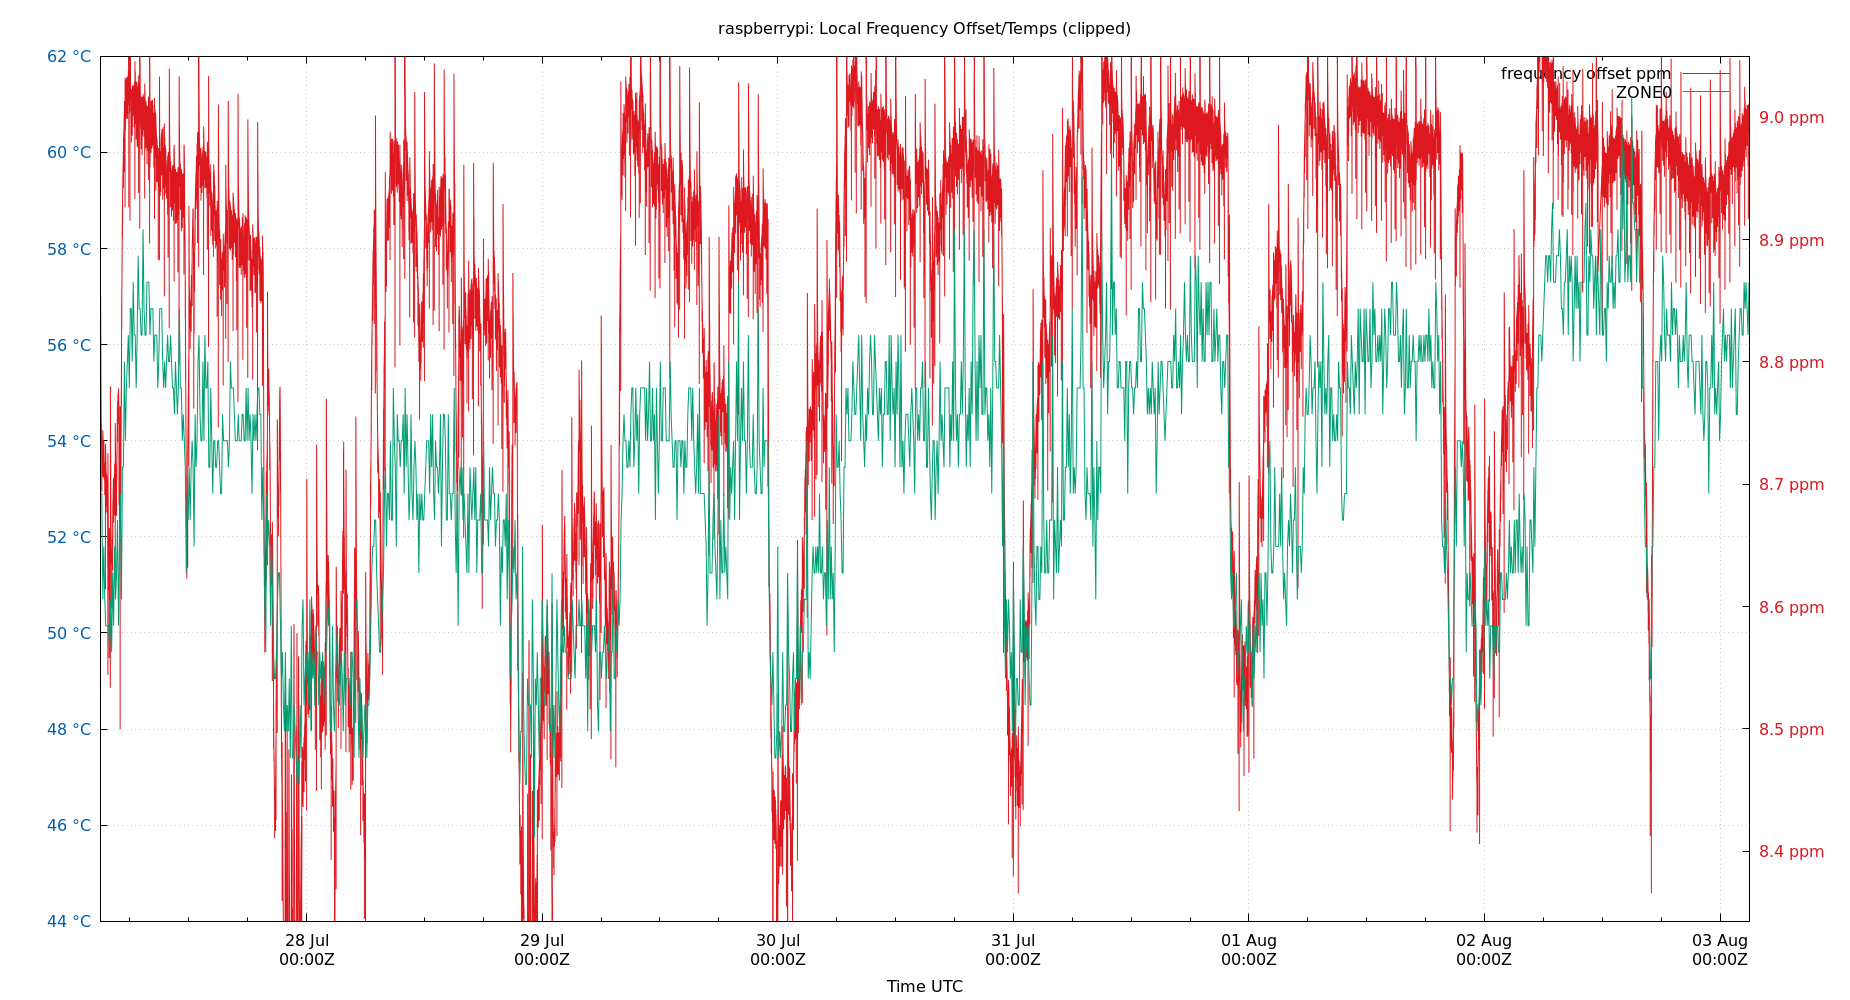 raspberrypi: Local Frequency Offset/Temps (clipped)
62 °C
60 °C
58 °C
56 °C
54 °C
52 °C
50 °C
48 °C
46 °C
44 °C
frequency offset ppm
ZONE0
9.0 ppm
8.9 ppm
8.8 ppm
8.7 ppm
8.6 ppm
8.5 ppm
8.4 ppm
28 Jul
00:00Z
29 Jul
00:00Z
30 Jul
00:00Z
31 Jul
00:00Z
01 Aug
00:00Z
02 Aug
00:00Z
03 Aug
00:00Z
Time UTC